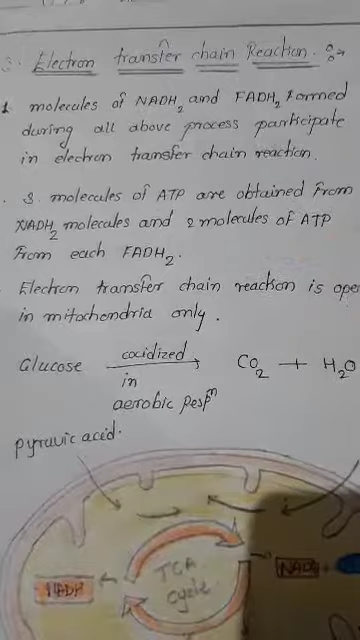 3. Electron transfer chain Reaction :→
1. molecules of NADH₂ and FADH₂ Formed
during all above process participate
in electron transfer chain reaction.
. 3. molecules of ATP are obtained from
NADH₂ molecules and 2 molecules of ATP
From each FADH₂.
Electron transfer chain reaction is ope
in mitochondria only.
Glucose oxidized in aerobic Respⁿ → CO₂ + H₂O
pyruvic acid.
TCA
cycle
NADH